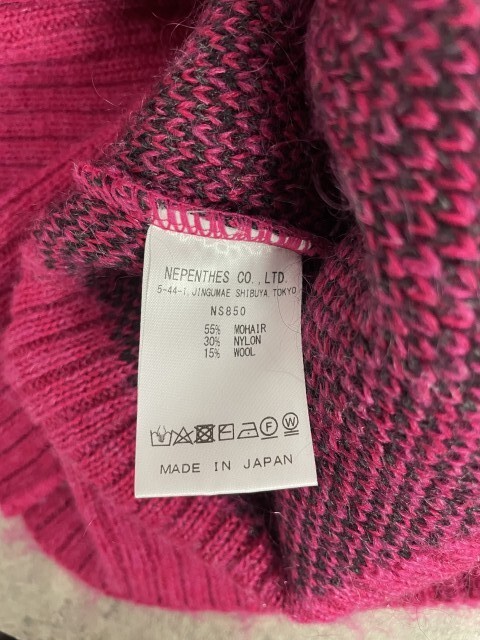 NEPENTHES CO.,LTD.
5-44-1, JINGUMAE SHIBUYA, TOKYO
NS850
55% MOHAIR
30% NYLON
15% WOOL
F W
MADE IN JAPAN